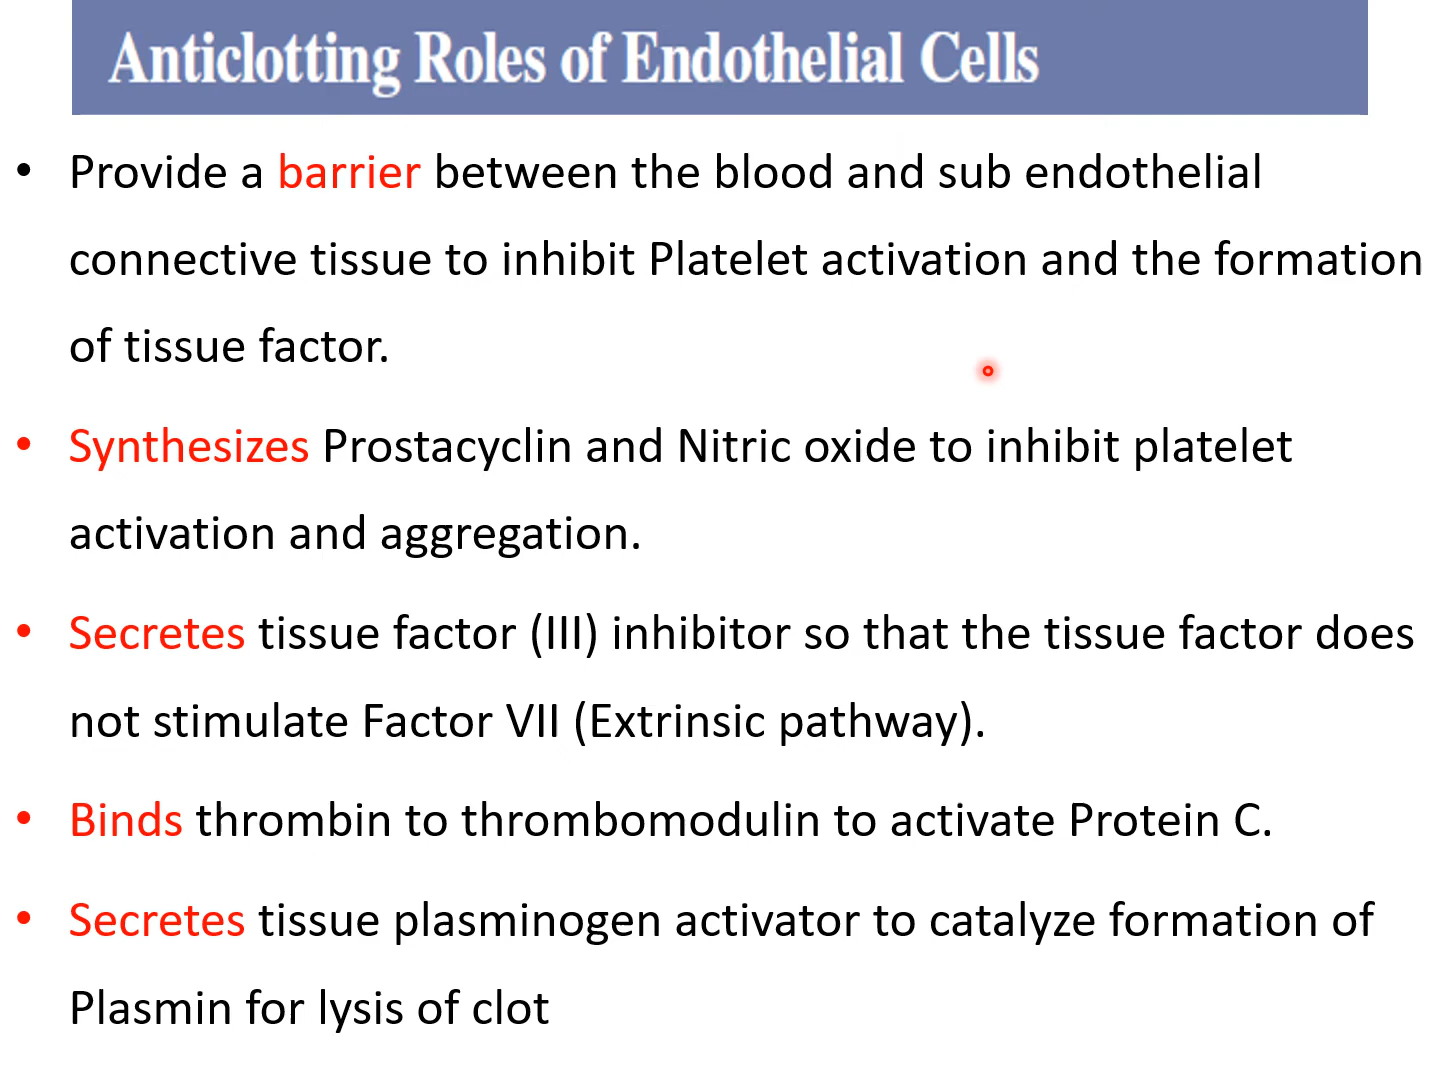 Anticlotting Roles of Endothelial Cells
• Provide a barrier between the blood and sub endothelial
connective tissue to inhibit Platelet activation and the formation
of tissue factor.
• Synthesizes Prostacyclin and Nitric oxide to inhibit platelet
activation and aggregation.
• Secretes tissue factor (III) inhibitor so that the tissue factor does
not stimulate Factor VII (Extrinsic pathway).
• Binds thrombin to thrombomodulin to activate Protein C.
• Secretes tissue plasminogen activator to catalyze formation of
Plasmin for lysis of clot